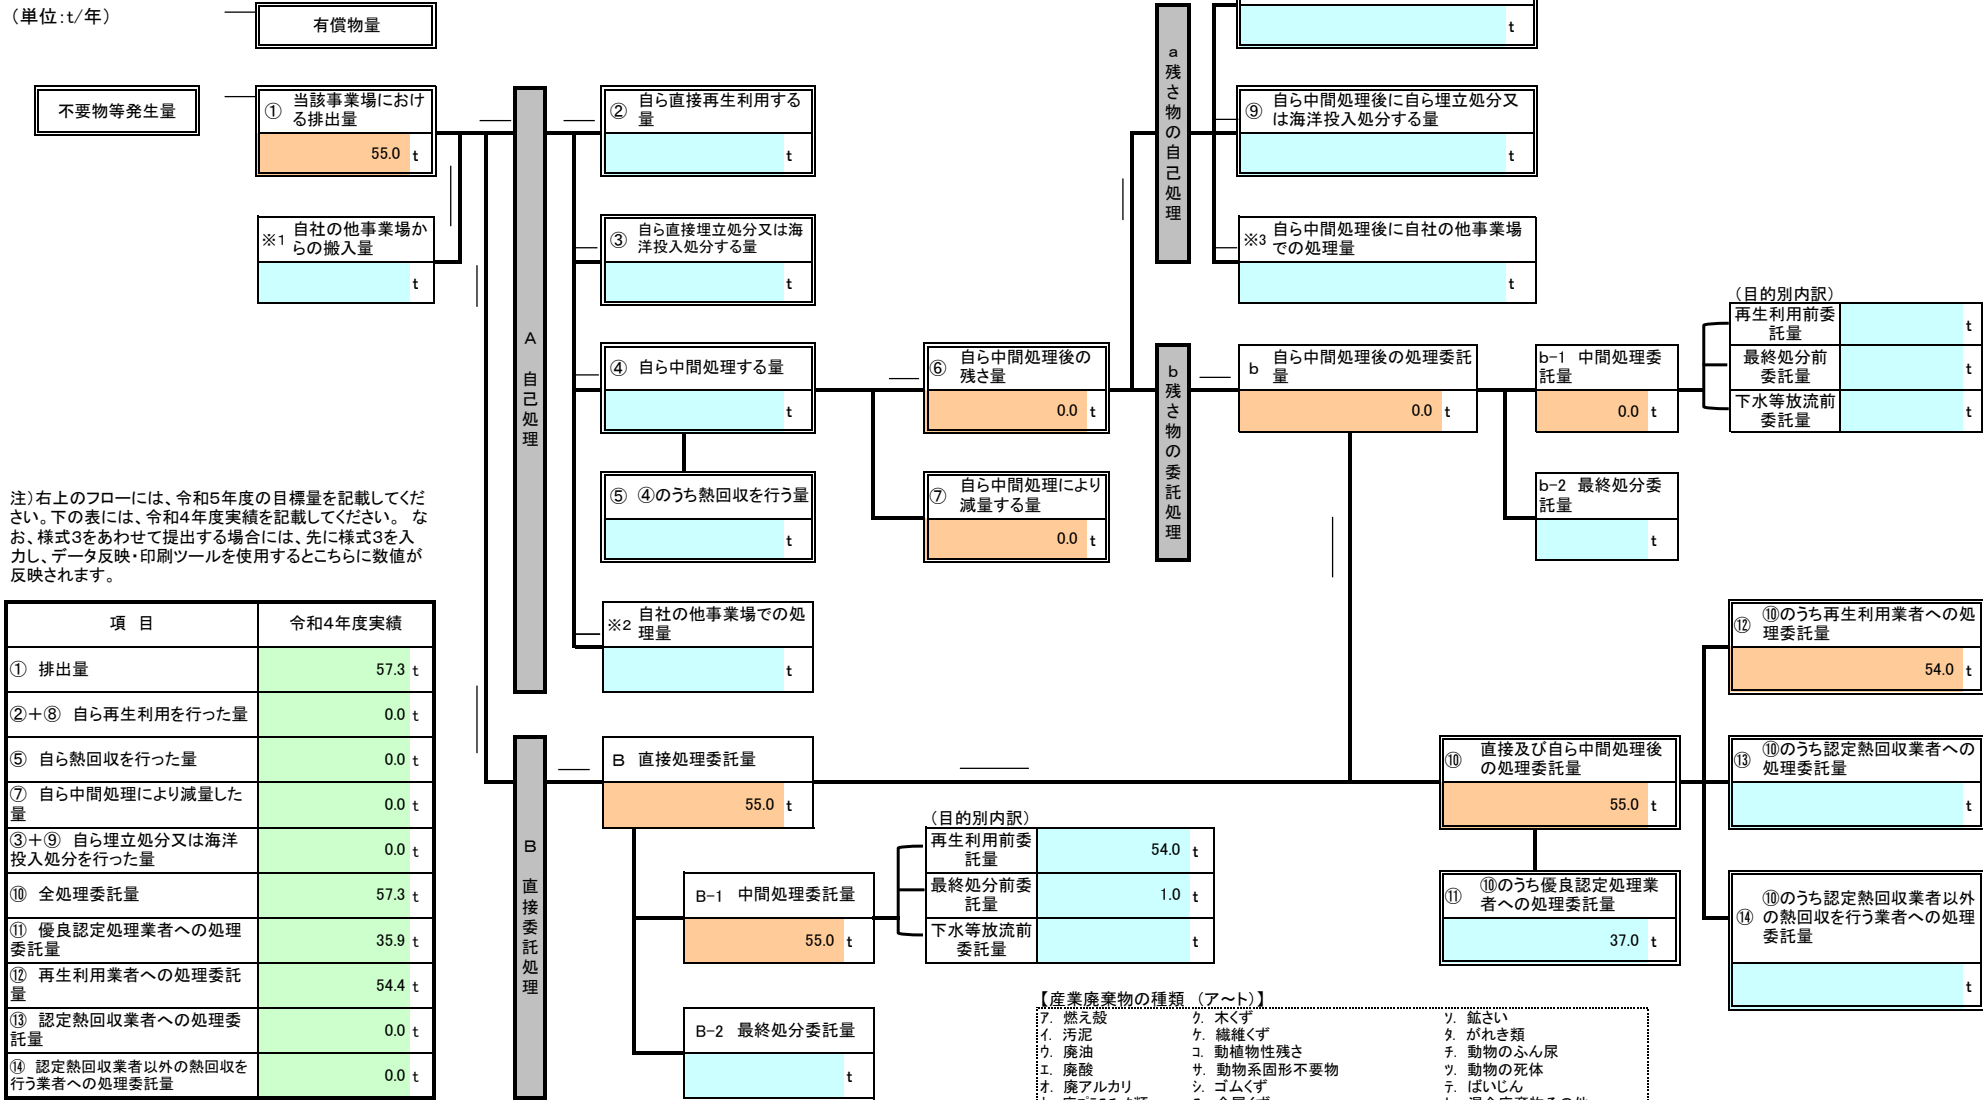 （単位：t/年）
有償物量
不要物等発生量
① 当該事業場におけ
る排出量
55.0 t
※1 自社の他事業場か
らの搬入量
t
A 自己処理
② 自ら直接再生利用する
量
t
③ 自ら直接埋立処分又は海
洋投入処分する量
t
④ 自ら中間処理する量
t
⑤ ④のうち熱回収を行う量
t
※2 自社の他事業場での処
理量
t
⑥ 自ら中間処理後の
残さ量
0.0 t
⑦ 自ら中間処理により
減量する量
0.0 t
a 残さ物の自己処理
t
⑨ 自ら中間処理後に自ら埋立処分又
は海洋投入処分する量
t
※3 自ら中間処理後に自社の他事業場
での処理量
t
b 残さ物の委託処理
b 自ら中間処理後の処理委託
量
0.0 t
b-1 中間処理委
託量
0.0 t
b-2 最終処分委
託量
t
（目的別内訳）
再生利用前委
託量
t
最終処分前
委託量
t
下水等放流前
委託量
t
注）右上のフローには、令和5年度の目標量を記載してくだ
さい。下の表には、令和4年度実績を記載してください。 な
お、様式3をあわせて提出する場合には、先に様式3を入
力し、データ反映・印刷ツールを使用するとこちらに数値が
反映されます。
項 目 令和4年度実績
① 排出量 57.3 t
②＋⑧ 自ら再生利用を行った量 0.0 t
⑤ 自ら熱回収を行った量 0.0 t
⑦ 自ら中間処理により減量した
量 0.0 t
③＋⑨ 自ら埋立処分又は海洋
投入処分を行った量 0.0 t
⑩ 全処理委託量 57.3 t
⑪ 優良認定処理業者への処理
委託量 35.9 t
⑫ 再生利用業者への処理委託
量 54.4 t
⑬ 認定熱回収業者への処理委
託量 0.0 t
⑭ 認定熱回収業者以外の熱回収を
行う業者への処理委託量 0.0 t
B 直接委託処理
B 直接処理委託量
55.0 t
B-1 中間処理委託量
55.0 t
B-2 最終処分委託量
t
（目的別内訳）
再生利用前委
託量 54.0 t
最終処分前委
託量 1.0 t
下水等放流前
委託量 t
⑩ 直接及び自ら中間処理後
の処理委託量
55.0 t
⑪ ⑩のうち優良認定処理業
者への処理委託量
37.0 t
⑫ ⑩のうち再生利用業者への処
理委託量
54.0 t
⑬ ⑩のうち認定熱回収業者への
処理委託量
t
⑭ ⑩のうち認定熱回収業者以外
の熱回収を行う業者への処理
委託量
t
【産業廃棄物の種類 （ア～ト）】
ア. 燃え殻 ク. 木くず ソ. 鉱さい
イ. 汚泥 ケ. 繊維くず タ. がれき類
ウ. 廃油 コ. 動植物性残さ チ. 動物のふん尿
エ. 廃酸 サ. 動物系固形不要物 ツ. 動物の死体
オ. 廃アルカリ シ. ゴムくず テ. ばいじん